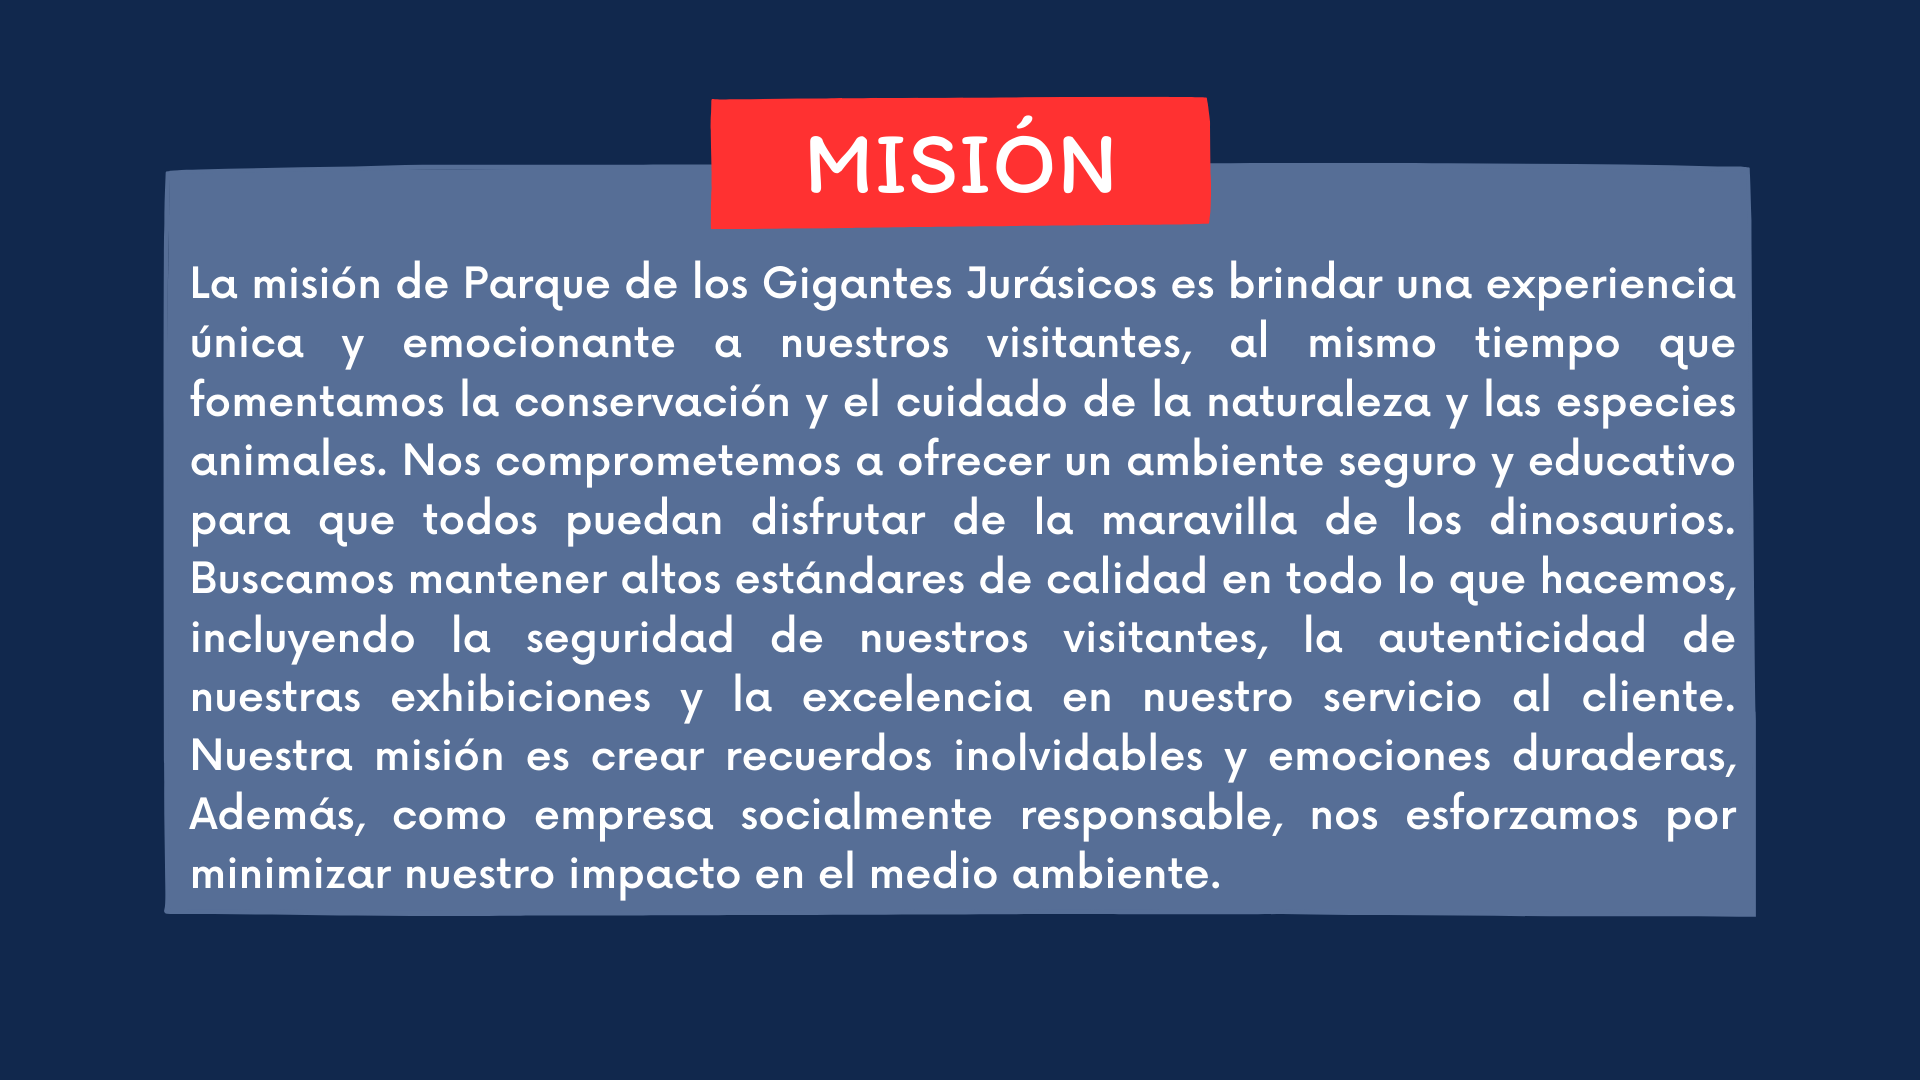 MISIÓN
La misión de Parque de los Gigantes Jurásicos es brindar una experiencia
única y emocionante a nuestros visitantes, al mismo tiempo que
fomentamos la conservación y el cuidado de la naturaleza y las especies
animales. Nos comprometemos a ofrecer un ambiente seguro y educativo
para que todos puedan disfrutar de la maravilla de los dinosaurios.
Buscamos mantener altos estándares de calidad en todo lo que hacemos,
incluyendo la seguridad de nuestros visitantes, la autenticidad de
nuestras exhibiciones y la excelencia en nuestro servicio al cliente.
Nuestra misión es crear recuerdos inolvidables y emociones duraderas,
Además, como empresa socialmente responsable, nos esforzamos por
minimizar nuestro impacto en el medio ambiente.